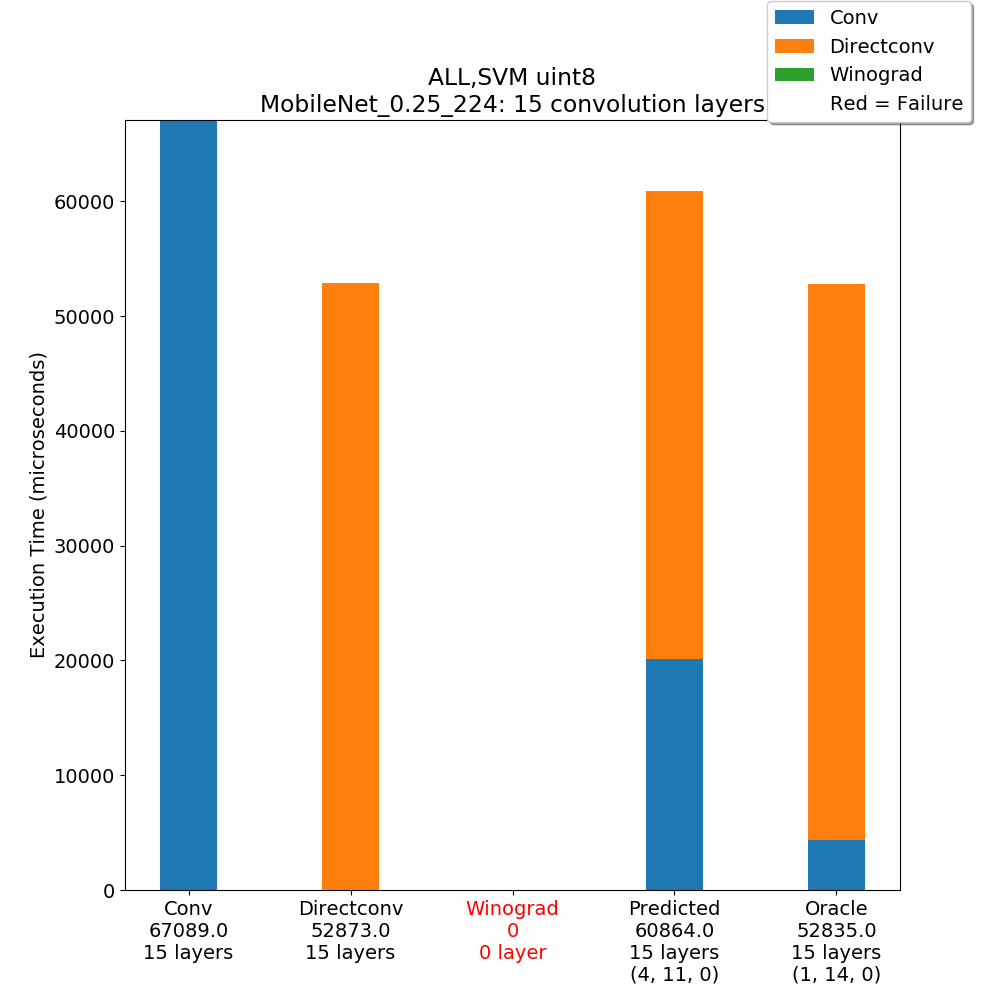 Conv
Directconv
Winograd
Red = Failure
ALL,SVM uint8
MobileNet_0.25_224: 15 convolution layers
Execution Time (microseconds)
60000
50000
40000
30000
20000
10000
0
Conv
67089.0
15 layers
Directconv
52873.0
15 layers
Winograd
0
0 layer
Predicted
60864.0
15 layers
(4, 11, 0)
Oracle
52835.0
15 layers
(1, 14, 0)